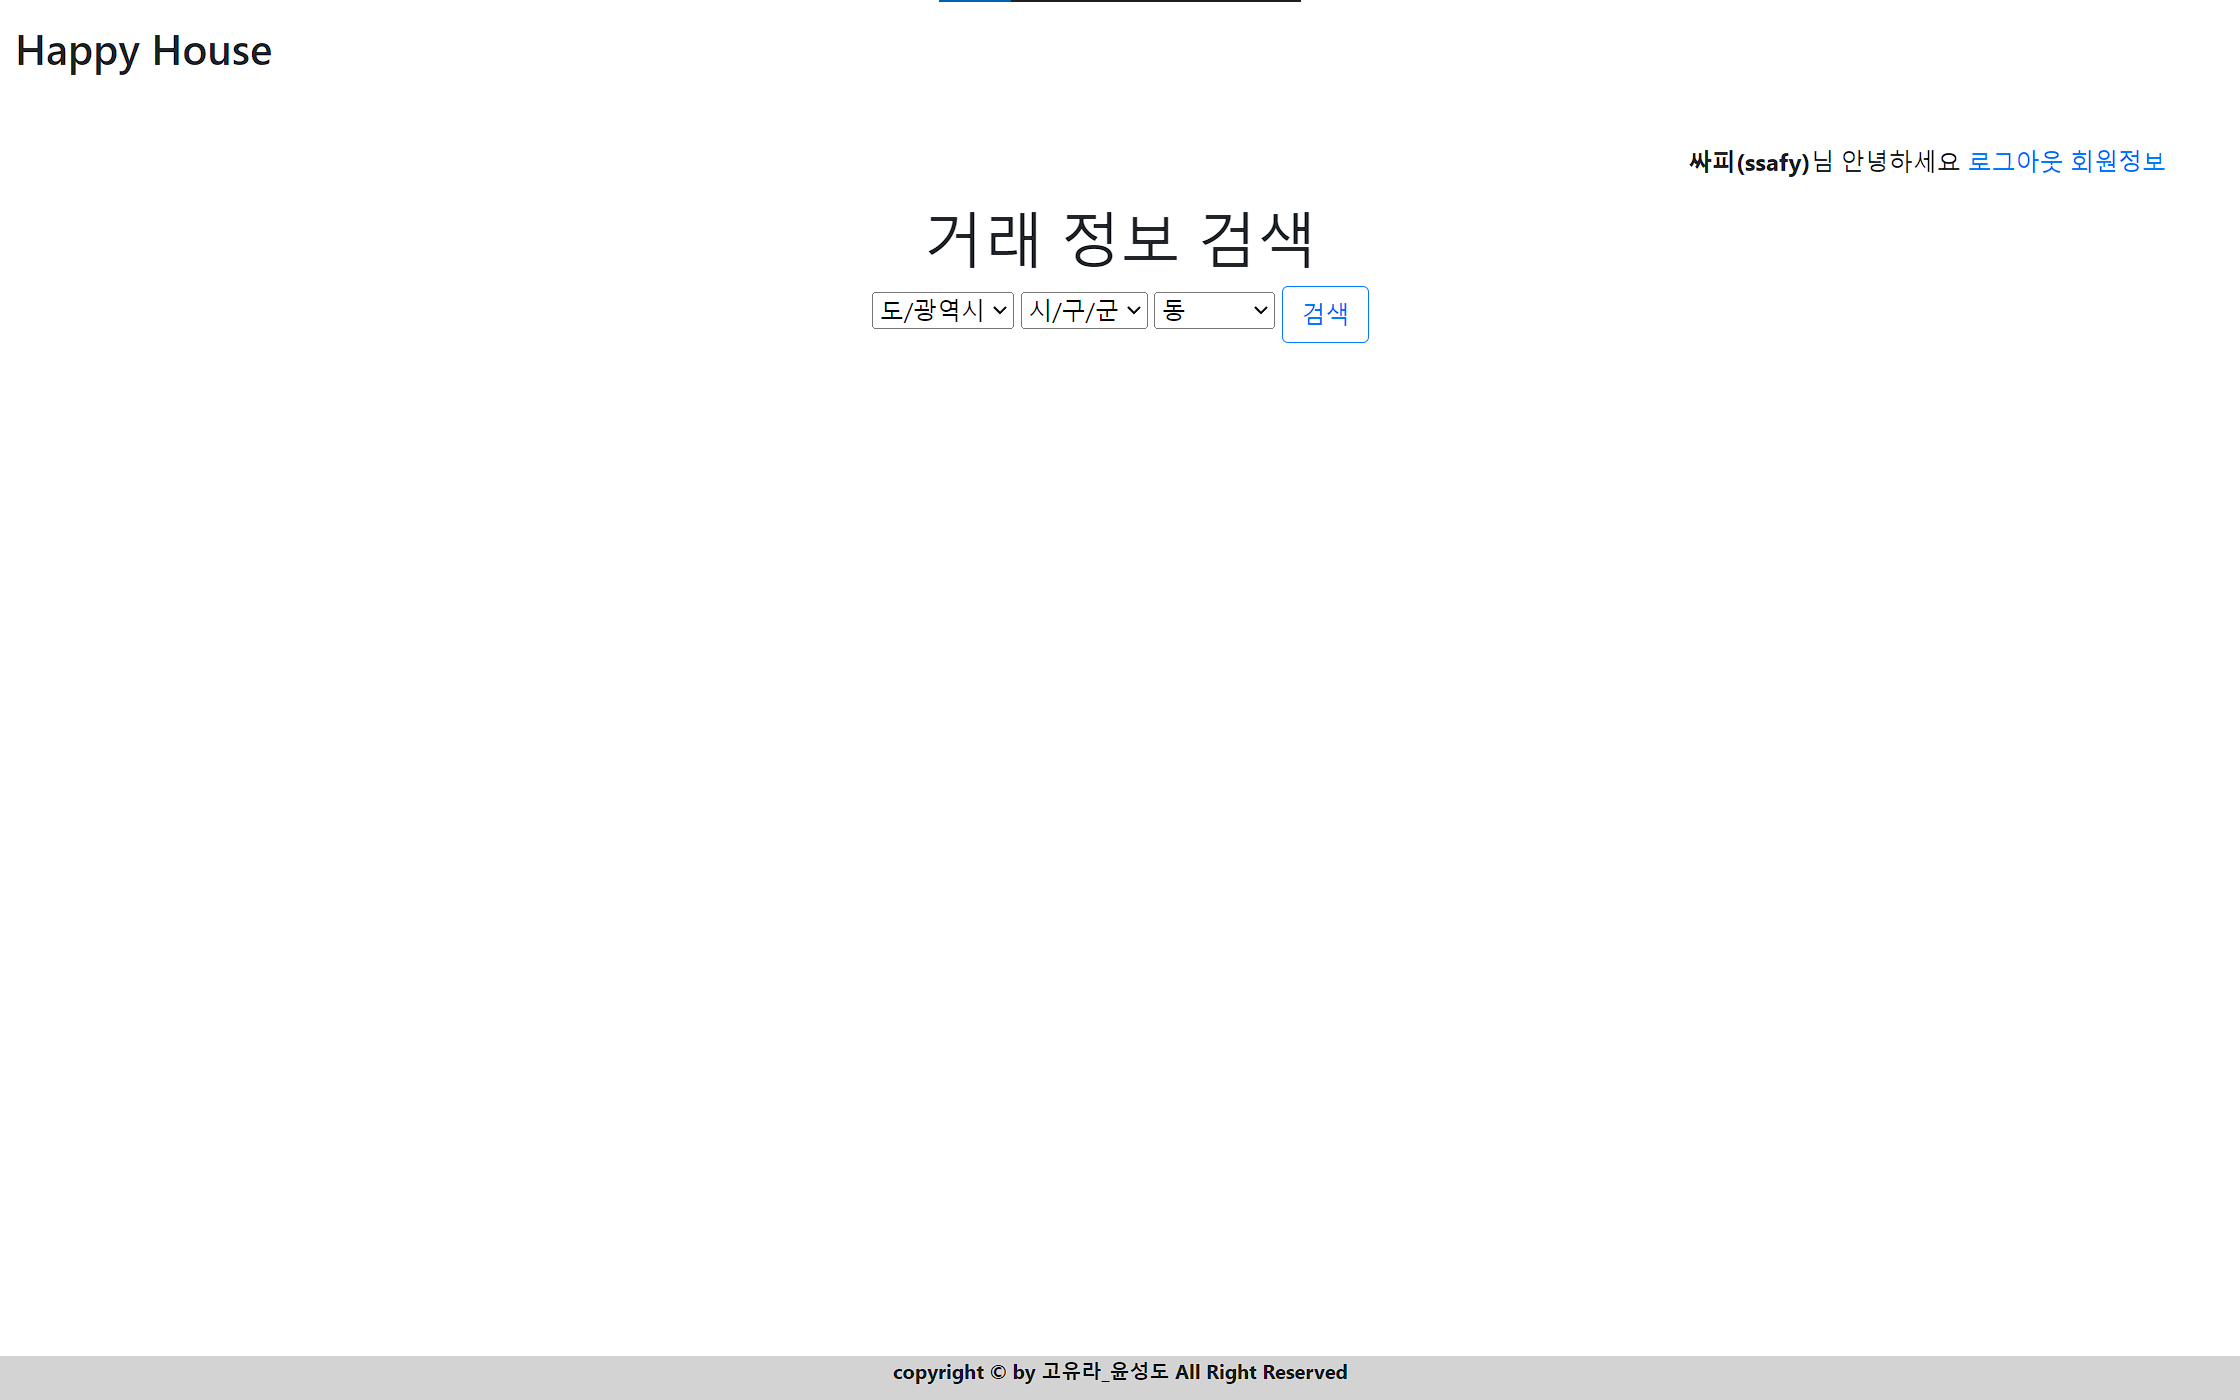 Happy House
싸피(ssafy)님 안녕하세요 로그아웃 회원정보
거래 정보 검색
도/광역시 시/구/군 동 검색
copyright © by 고유라_윤성도 All Right Reserved